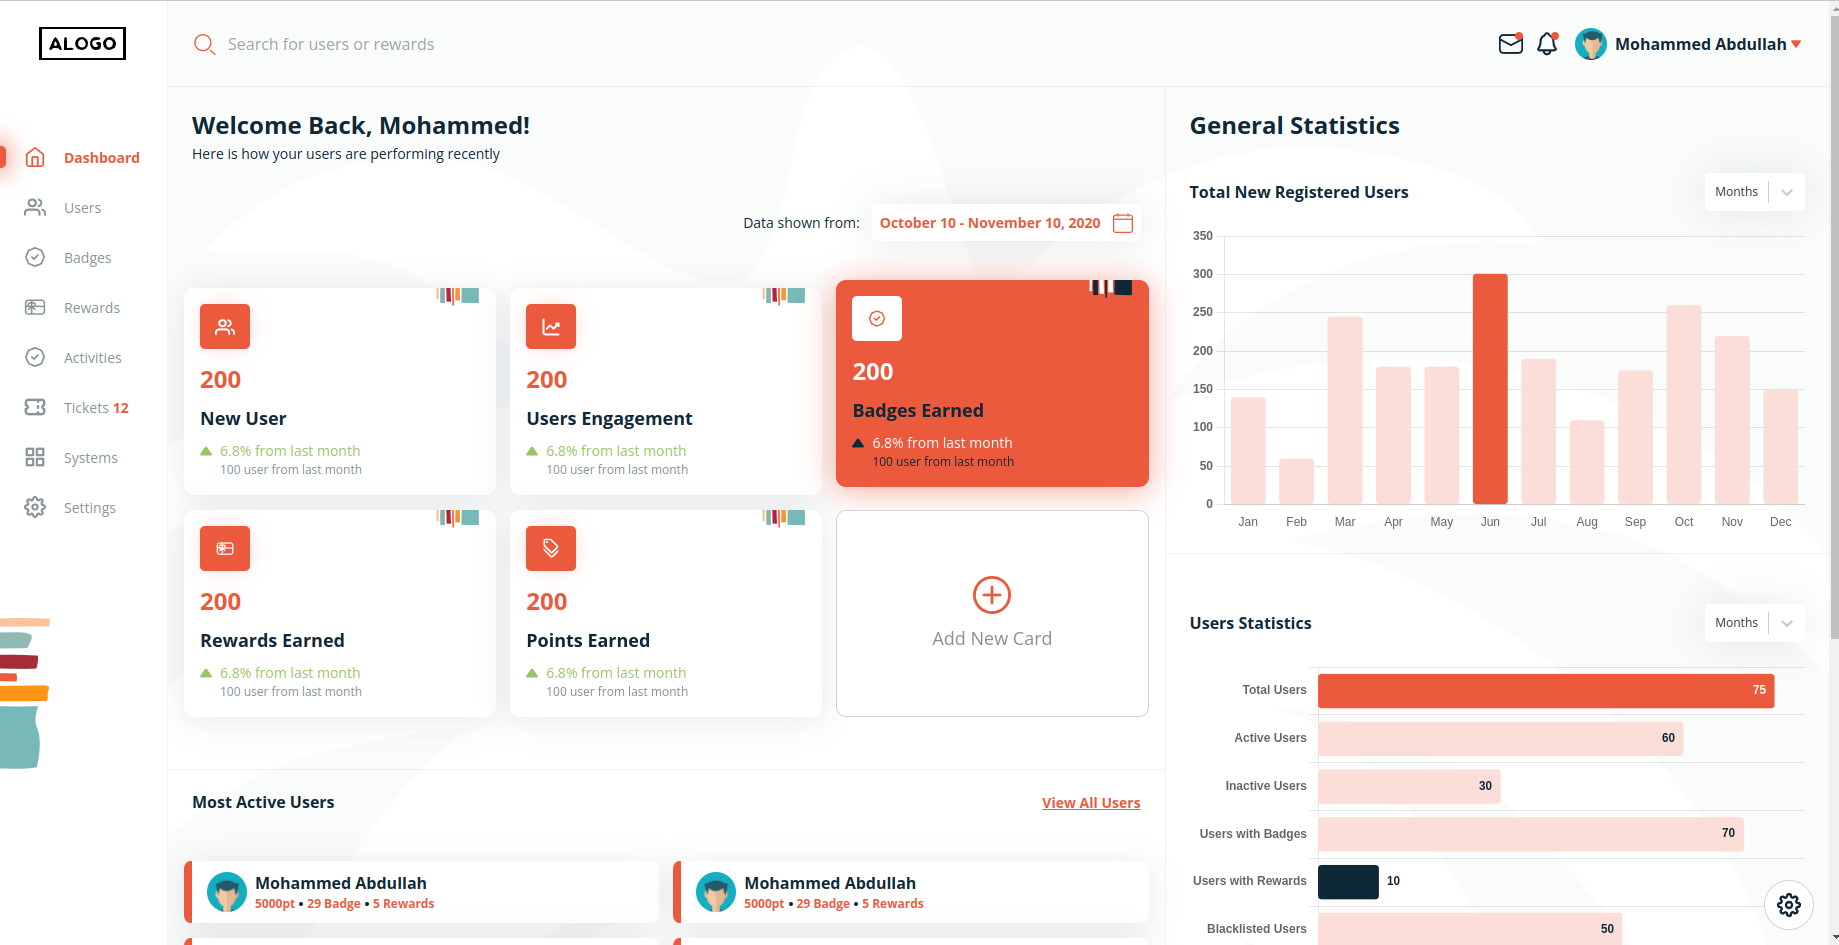 ALOGO
Search for users or rewards
Mohammed Abdullah
Dashboard
Users
Badges
Rewards
Activities
Tickets 12
Systems
Settings
Welcome Back, Mohammed!
Here is how your users are performing recently
Data shown from: October 10 - November 10, 2020
200
New User
6.8% from last month
100 user from last month
200
Users Engagement
6.8% from last month
100 user from last month
200
Badges Earned
6.8% from last month
100 user from last month
200
Rewards Earned
6.8% from last month
100 user from last month
200
Points Earned
6.8% from last month
100 user from last month
Add New Card
Most Active Users
View All Users
Mohammed Abdullah
5000pt • 29 Badge • 5 Rewards
Mohammed Abdullah
5000pt • 29 Badge • 5 Rewards
General Statistics
Total New Registered Users
Months
350
300
250
200
150
100
50
0
Jan Feb Mar Apr May Jun Jul Aug Sep Oct Nov Dec
Users Statistics
Months
Total Users 75
Active Users 60
Inactive Users 30
Users with Badges 70
Users with Rewards 10
Blacklisted Users 50